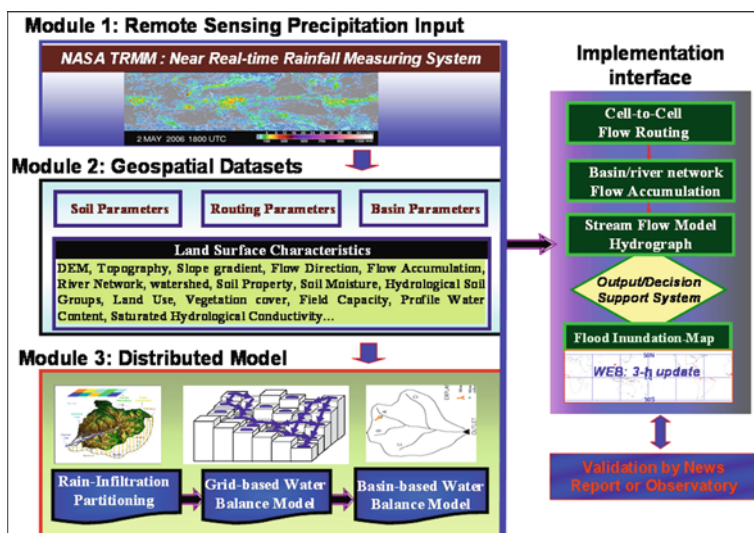 Module 1: Remote Sensing Precipitation Input
NASA TRMM : Near Real-time Rainfall Measuring System
2 MAY 2006 1800 UTC
Module 2: Geospatial Datasets
Soil Parameters
Routing Parameters
Basin Parameters
Land Surface Characteristics
DEM, Topography, Slope gradient, Flow Direction, Flow Accumulation,
River Network, watershed, Soil Property, Soil Moisture, Hydrological Soil
Groups, Land Use, Vegetation cover, Field Capacity, Profile Water
Content, Saturated Hydrological Conductivity...
Module 3: Distributed Model
OUTLET
Rain-Infiltration
Partitioning
Grid-based Water
Balance Model
Basin-based Water
Balance Model
Implementation
interface
Cell-to-Cell
Flow Routing
Basin/river network
Flow Accumulation
Stream Flow Model
Hydrograph
Output/Decision
Support System
Flood Inundation-Map
50N
WEB: 3-h update
50S
Validation by News
Report or Observatory